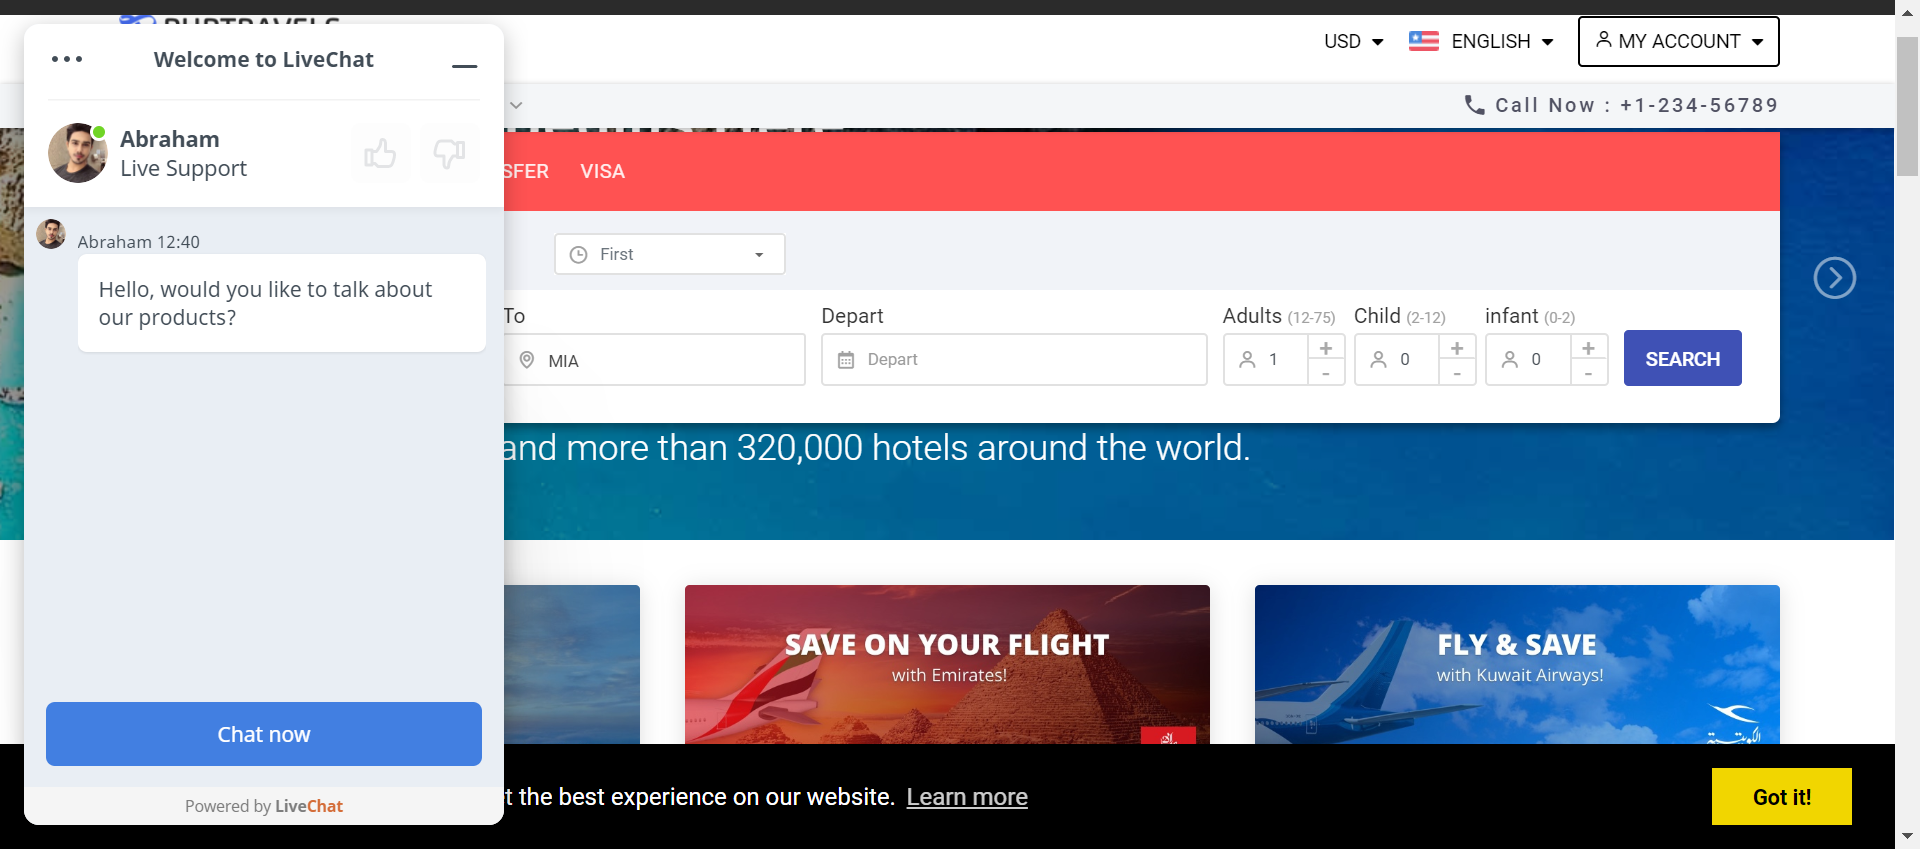 USD
ENGLISH
MY ACCOUNT
Call Now : +1-234-56789
Welcome to LiveChat
Abraham
Live Support
Abraham 12:40
Hello, would you like to talk about
our products?
Chat now
Powered by LiveChat
SFER
VISA
First
To
MIA
Depart
Depart
Adults (12-75)
1
+
-
Child (2-12)
0
+
-
infant (0-2)
0
+
-
SEARCH
and more than 320,000 hotels around the world.
SAVE ON YOUR FLIGHT
with Emirates!
FLY & SAVE
with Kuwait Airways!
الكويتية
t the best experience on our website. Learn more
Got it!